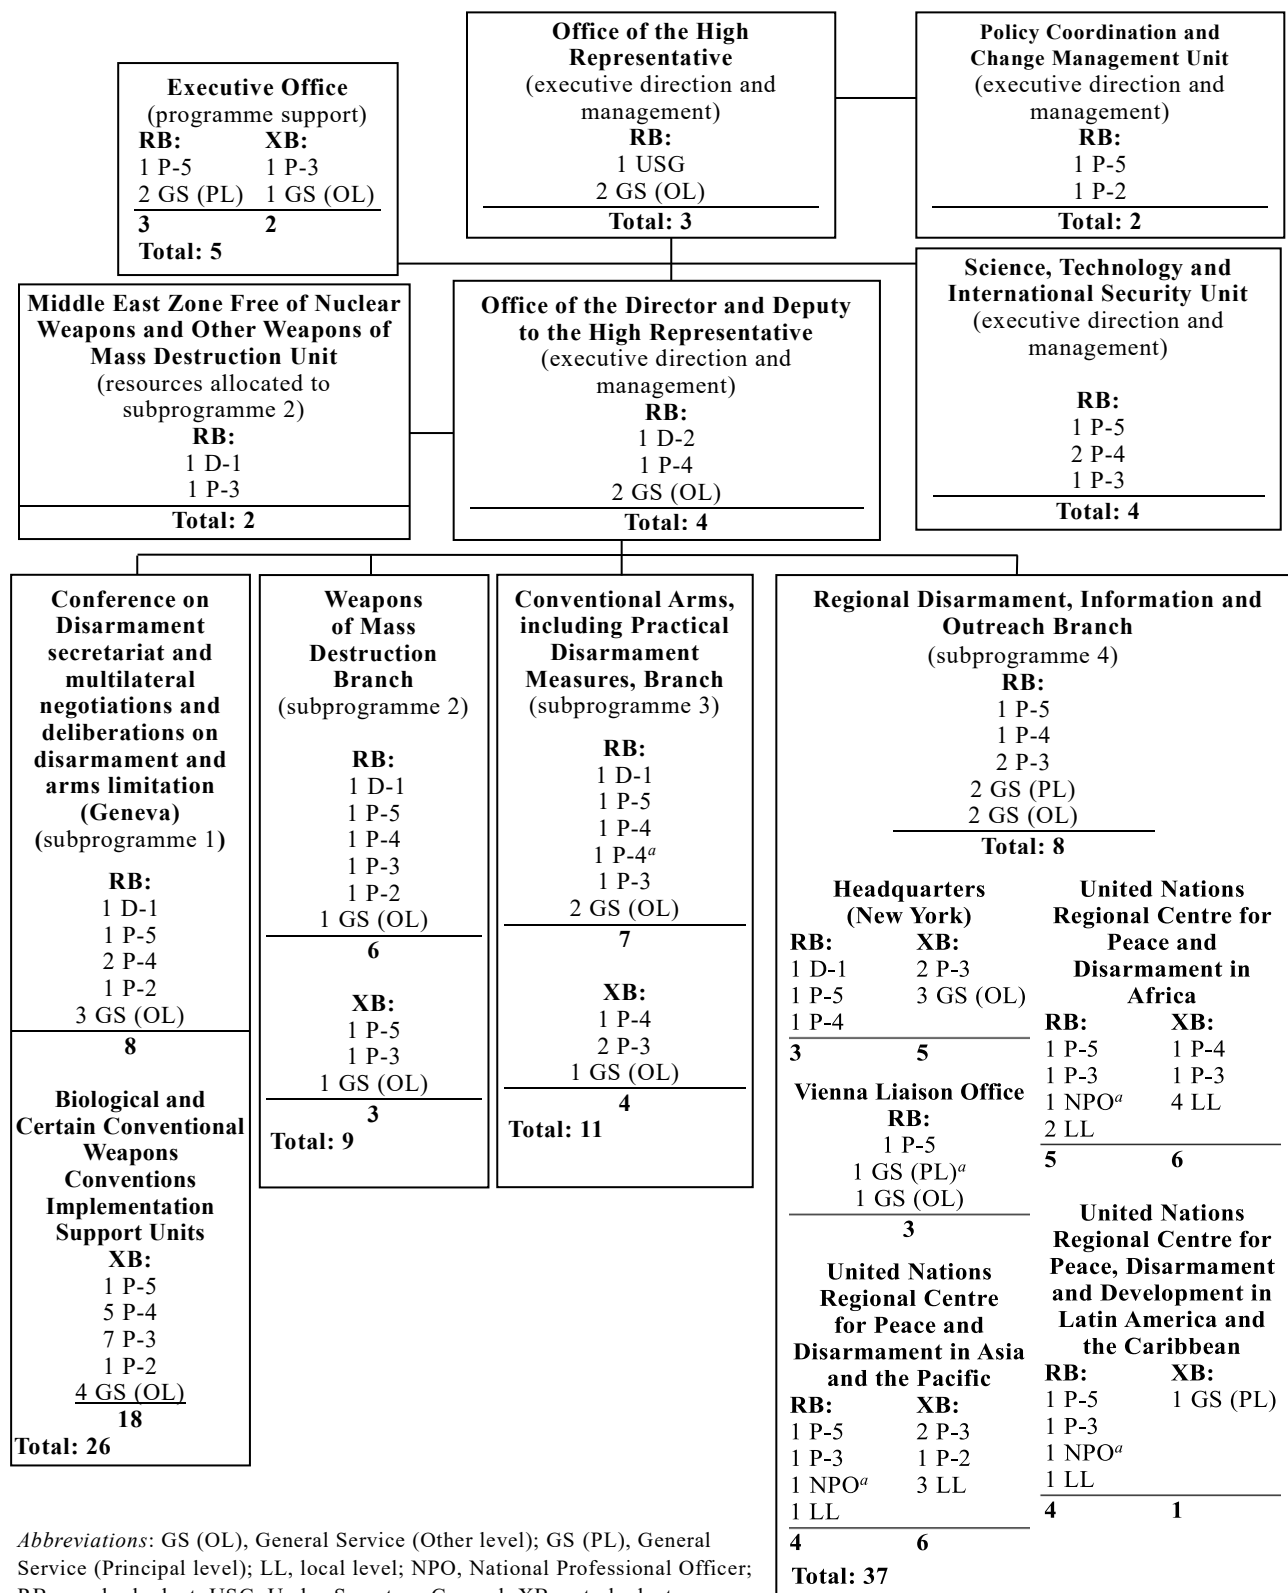 Office of the High
Representative
(executive direction and
management)
RB:
1 USG
2 GS (OL)
Total: 3
Policy Coordination and
Change Management Unit
(executive direction and
management)
RB:
1 P-5
1 P-2
Total: 2
Executive Office
(programme support)
RB: XB:
1 P-5 1 P-3
2 GS (PL) 1 GS (OL)
3 2
Total: 5
Middle East Zone Free of Nuclear
Weapons and Other Weapons of
Mass Destruction Unit
(resources allocated to
subprogramme 2)
RB:
1 D-1
1 P-3
Total: 2
Office of the Director and Deputy
to the High Representative
(executive direction and
management)
RB:
1 D-2
1 P-4
2 GS (OL)
Total: 4
Science, Technology and
International Security Unit
(executive direction and
management)
RB:
1 P-5
2 P-4
1 P-3
Total: 4
Conference on
Disarmament
secretariat and
multilateral
negotiations and
deliberations on
disarmament and
arms limitation
(Geneva)
(subprogramme 1)
RB:
1 D-1
1 P-5
2 P-4
1 P-2
3 GS (OL)
8
Biological and
Certain Conventional
Weapons
Conventions
Implementation
Support Units
XB:
1 P-5
5 P-4
7 P-3
1 P-2
4 GS (OL)
18
Total: 26
Weapons
of Mass
Destruction
Branch
(subprogramme 2)
RB:
1 D-1
1 P-5
1 P-4
1 P-3
1 P-2
1 GS (OL)
6
XB:
1 P-5
1 P-3
1 GS (OL)
3
Total: 9
Conventional Arms,
including Practical
Disarmament
Measures, Branch
(subprogramme 3)
RB:
1 D-1
1 P-5
1 P-4
1 P-4a
1 P-3
2 GS (OL)
7
XB:
1 P-4
2 P-3
1 GS (OL)
4
Total: 11
Regional Disarmament, Information and
Outreach Branch
(subprogramme 4)
RB:
1 P-5
1 P-4
2 P-3
2 GS (PL)
2 GS (OL)
Total: 8
Headquarters
(New York)
RB: XB:
1 D-1 2 P-3
1 P-5 3 GS (OL)
1 P-4
3 5
Vienna Liaison Office
RB:
1 P-5
1 GS (PL)a
1 GS (OL)
3
United Nations
Regional Centre
for Peace and
Disarmament in Asia
and the Pacific
RB: XB:
1 P-5 2 P-3
1 P-3 1 P-2
1 NPOa 3 LL
1 LL
4 6
Total: 37
United Nations
Regional Centre for
Peace and
Disarmament in
Africa
RB: XB:
1 P-5 1 P-4
1 P-3 1 P-3
1 NPOa 4 LL
2 LL
5 6
United Nations
Regional Centre for
Peace, Disarmament
and Development in
Latin America and
the Caribbean
RB: XB:
1 P-5 1 GS (PL)
1 P-3
1 NPOa
1 LL
4 1
Abbreviations: GS (OL), General Service (Other level); GS (PL), General
Service (Principal level); LL, local level; NPO, National Professional Officer;